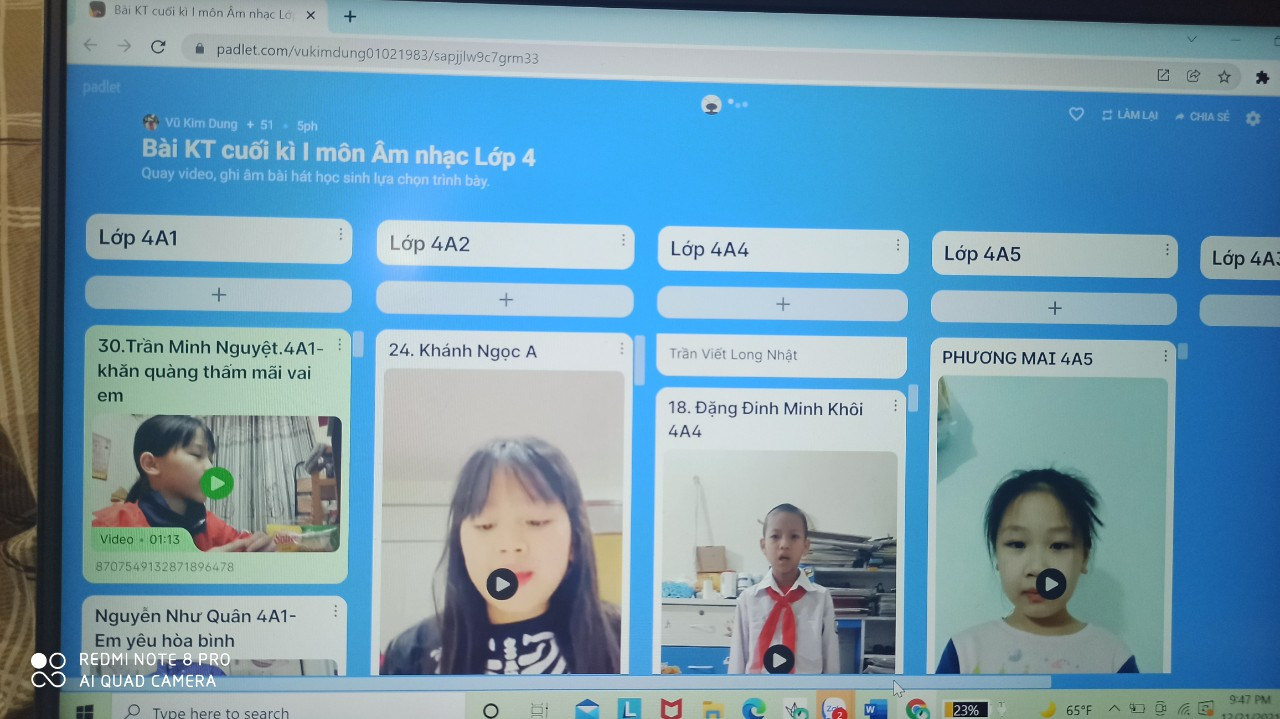 Bài KT cuối kì I môn Âm nhạc Lớ
padlet.com/vukimdung01021983/sapjjlw9c7grm33
padlet
Vũ Kim Dung + 51 • 5ph
LÀM LẠI
CHIA SẺ
Bài KT cuối kì I môn Âm nhạc Lớp 4
Quay video, ghi âm bài hát học sinh lựa chọn trình bày.
Lớp 4A1
Lớp 4A2
Lớp 4A4
Lớp 4A5
Lớp 4A3
30.Trần Minh Nguyệt.4A1-
khăn quàng thấm mãi vai
em
Video • 01:13
8707549132871896478
Nguyễn Như Quân 4A1-
Em yêu hòa bình
24. Khánh Ngọc A
Trần Viết Long Nhật
18. Đặng Đinh Minh Khôi
4A4
PHƯƠNG MAI 4A5
REDMI NOTE 8 PRO
AI QUAD CAMERA
Type here to search
23%
65°F
9:47 PM